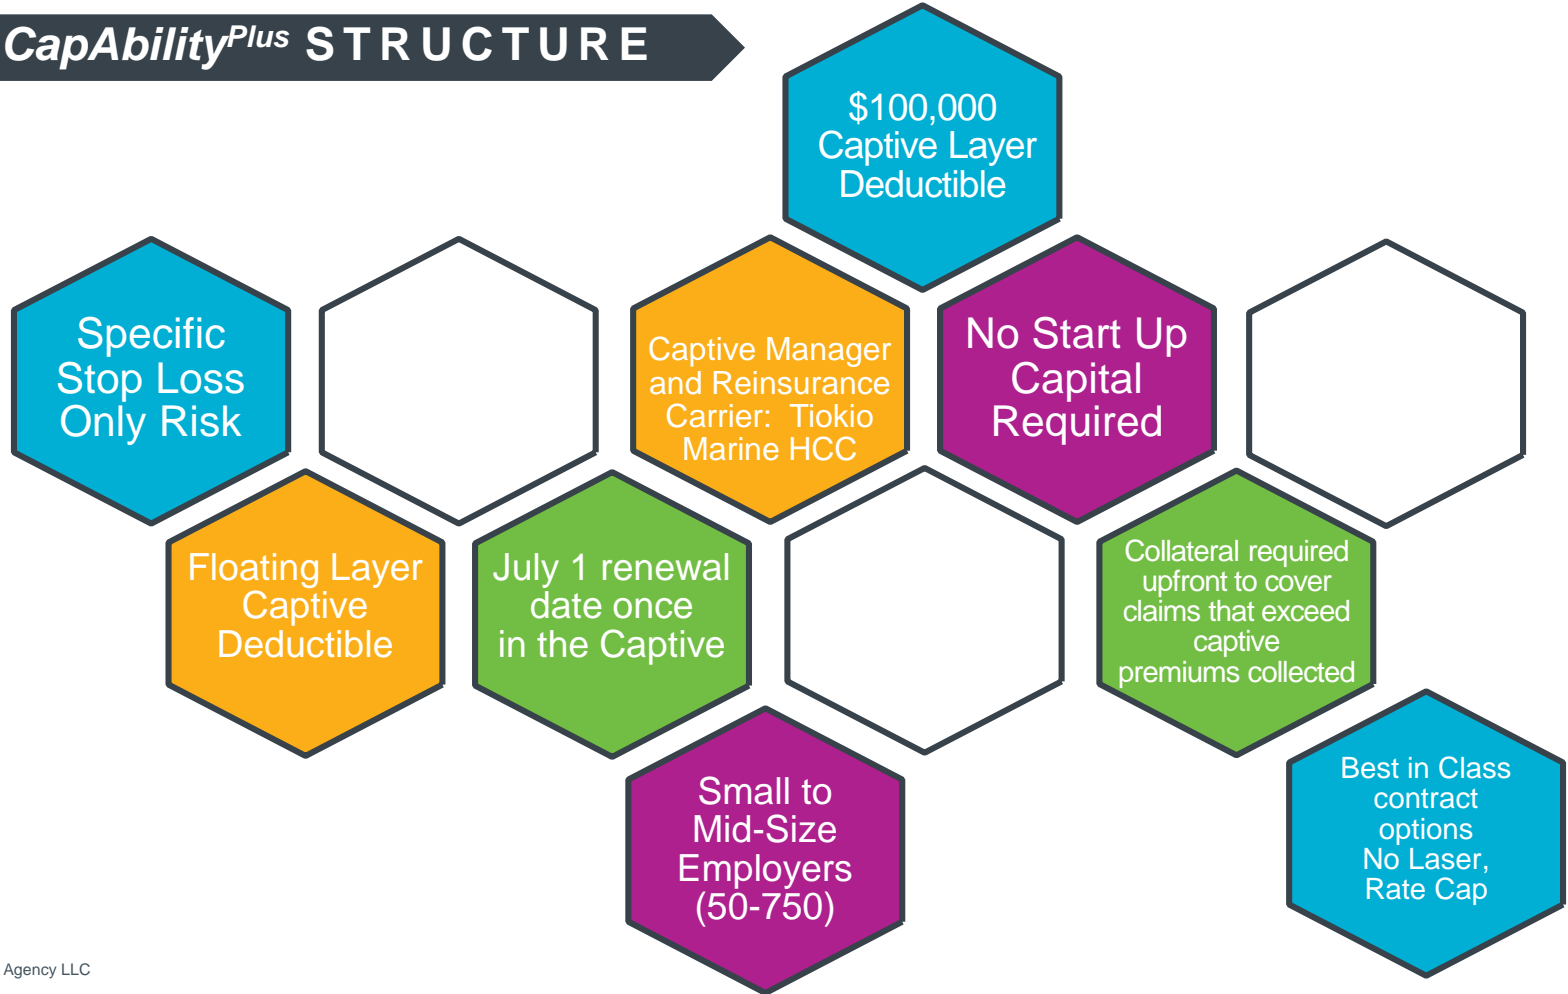 CapAbilityPlus STRUCTURE
$100,000
Captive Layer
Deductible
Specific
Stop Loss
Only Risk
Captive Manager
and Reinsurance
Carrier: Tiokio
Marine HCC
No Start Up
Capital
Required
Floating Layer
Captive
Deductible
July 1 renewal
date once
in the Captive
Collateral required
upfront to cover
claims that exceed
captive
premiums collected
Small to
Mid-Size
Employers
(50-750)
Best in Class
contract
options
No Laser,
Rate Cap
Agency LLC